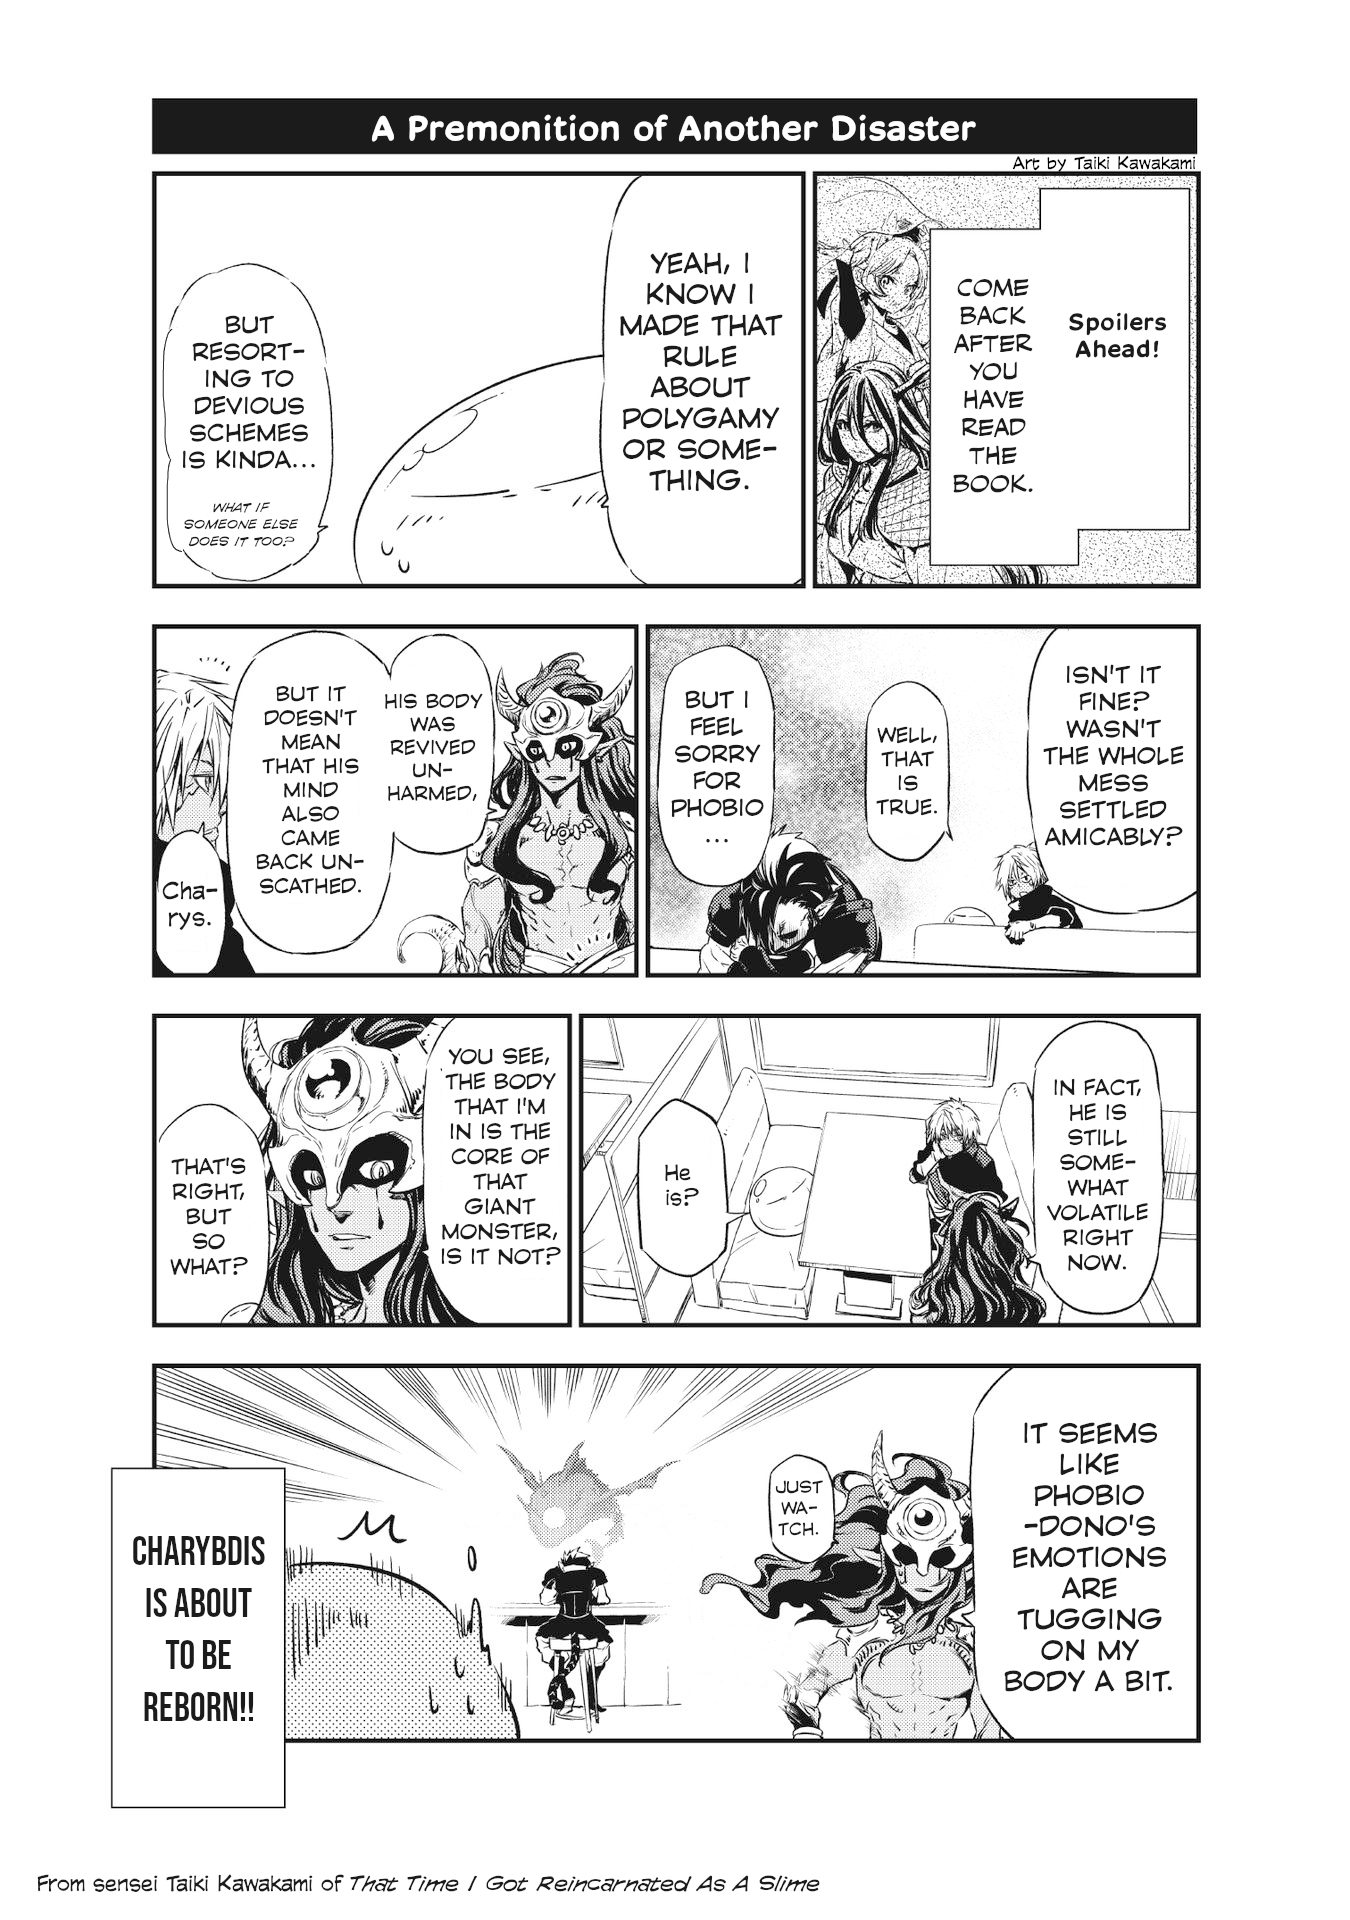 A Premonition of Another Disaster
Art by Taiki Kawakami
Spoilers
Ahead!
COME
BACK
AFTER
YOU
HAVE
READ
THE
BOOK.
YEAH, I
KNOW I
MADE THAT
RULE
ABOUT
POLYGAMY
OR SOME-
THING.
BUT
RESORT-
ING TO
DEVIOUS
SCHEMES
IS KINDA...
WHAT IF
SOMEONE ELSE
DOES IT TOO?
ISN'T IT
FINE?
WASN'T
THE WHOLE
MESS
SETTLED
AMICABLY?
WELL,
THAT
IS
TRUE.
BUT I
FEEL
SORRY
FOR
PHOBIO
...
HIS BODY
WAS
REVIVED
UN-
HARMED,
BUT IT
DOESN'T
MEAN
THAT HIS
MIND
ALSO
CAME
BACK UN-
SCATHED.
Cha-
rys.
IN FACT,
HE IS
STILL
SOME-
WHAT
VOLATILE
RIGHT
NOW.
He
is?
YOU SEE,
THE BODY
THAT I'M
IN IS THE
CORE OF
THAT
GIANT
MONSTER,
IS IT NOT?
THAT'S
RIGHT,
BUT
SO
WHAT?
IT SEEMS
LIKE
PHOBIO
-DONO'S
EMOTIONS
ARE
TUGGING
ON MY
BODY A BIT.
JUST
WA-
TCH.
CHARYBDIS
IS ABOUT
TO BE
REBORN!!
From sensei Taiki Kawakami of That Time I Got Reincarnated As A Slime